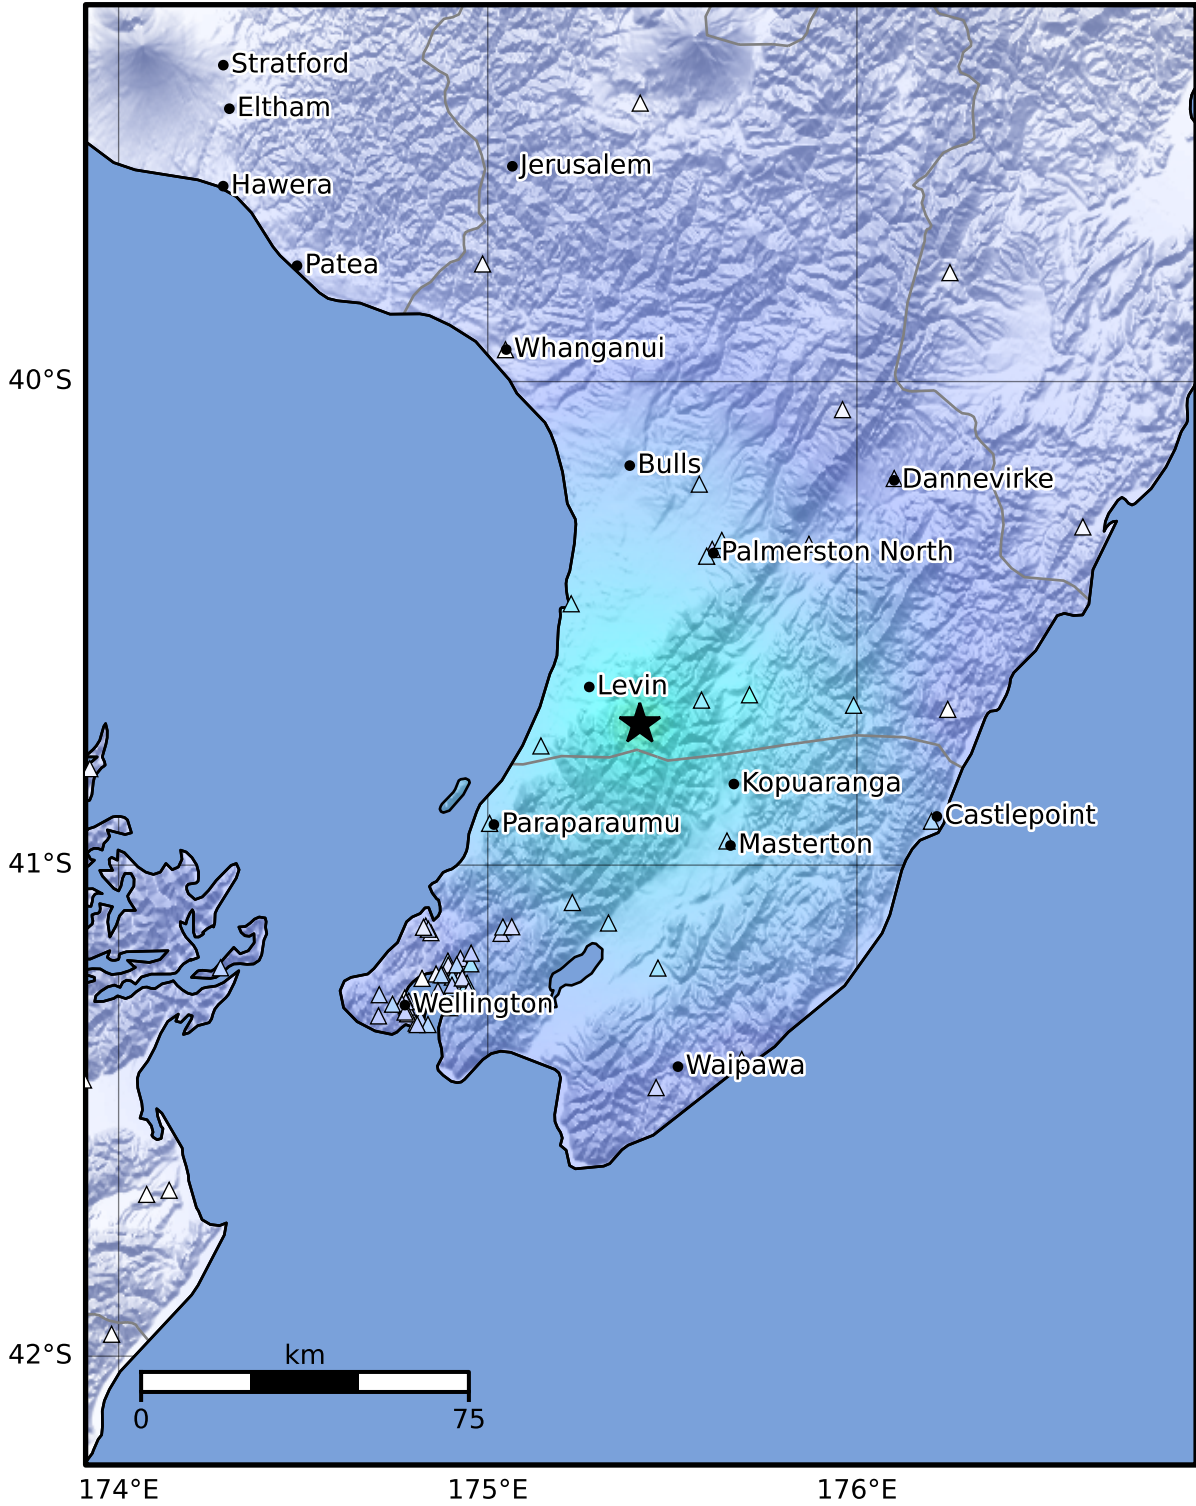 Stratford
Eltham
Jerusalem
Hawera
Patea
Whanganui
40°S
Bulls
Dannevirke
Palmerston North
Levin
Kopuaranga
Castlepoint
Paraparaumu
Masterton
41°S
Wellington
Waipawa
42°S
km
0 75
174°E 175°E 176°E